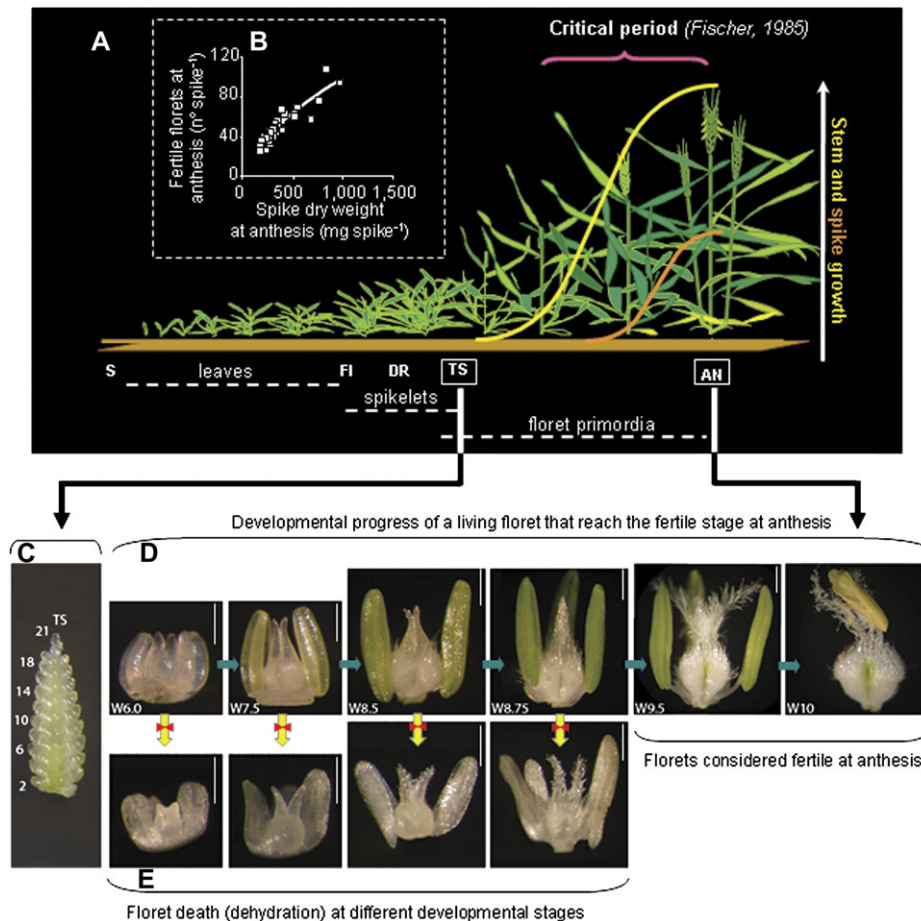 A
B
Critical period (Fischer, 1985)
Fertile florets at
anthesis (nº spike⁻¹)
120
80
40
0
0 500 1,000 1,500
Spike dry weight
at anthesis (mg spike⁻¹)
Stem and spike growth
S
leaves
FI
DR
TS
AN
spikelets
floret primordia
Developmental progress of a living floret that reach the fertile stage at anthesis
C
D
TS
21
18
14
10
6
2
W6.0
W7.5
W8.5
W8.75
W9.5
W10
Florets considered fertile at anthesis
E
Floret death (dehydration) at different developmental stages